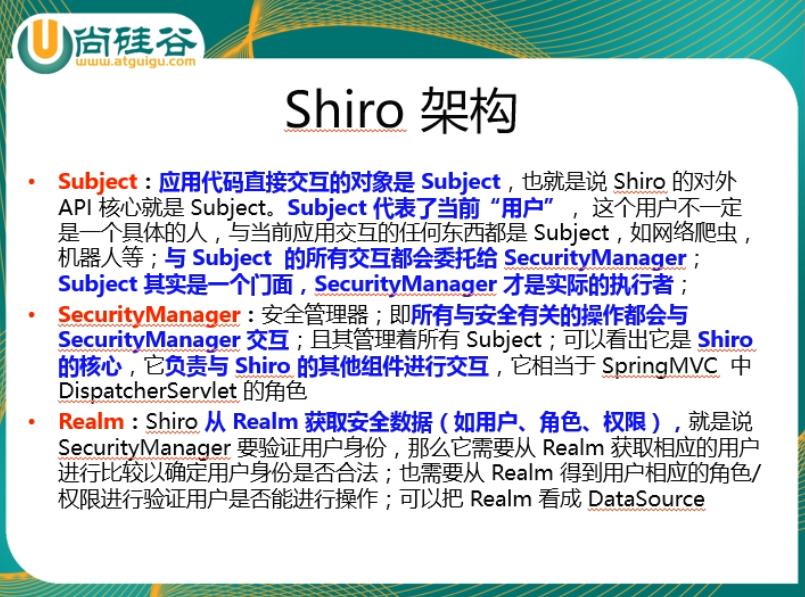 尚硅谷
www.atguigu.com
Shiro 架构
• Subject：应用代码直接交互的对象是 Subject，也就是说 Shiro 的对外
API 核心就是 Subject。Subject 代表了当前“用户”， 这个用户不一定
是一个具体的人，与当前应用交互的任何东西都是 Subject，如网络爬虫，
机器人等；与 Subject 的所有交互都会委托给 SecurityManager；
Subject 其实是一个门面，SecurityManager 才是实际的执行者；
• SecurityManager：安全管理器；即所有与安全有关的操作都会与
SecurityManager 交互；且其管理着所有 Subject；可以看出它是 Shiro
的核心，它负责与 Shiro 的其他组件进行交互，它相当于 SpringMVC 中
DispatcherServlet 的角色
• Realm：Shiro 从 Realm 获取安全数据（如用户、角色、权限），就是说
SecurityManager 要验证用户身份，那么它需要从 Realm 获取相应的用户
进行比较以确定用户身份是否合法；也需要从 Realm 得到用户相应的角色/
权限进行验证用户是否能进行操作；可以把 Realm 看成 DataSource